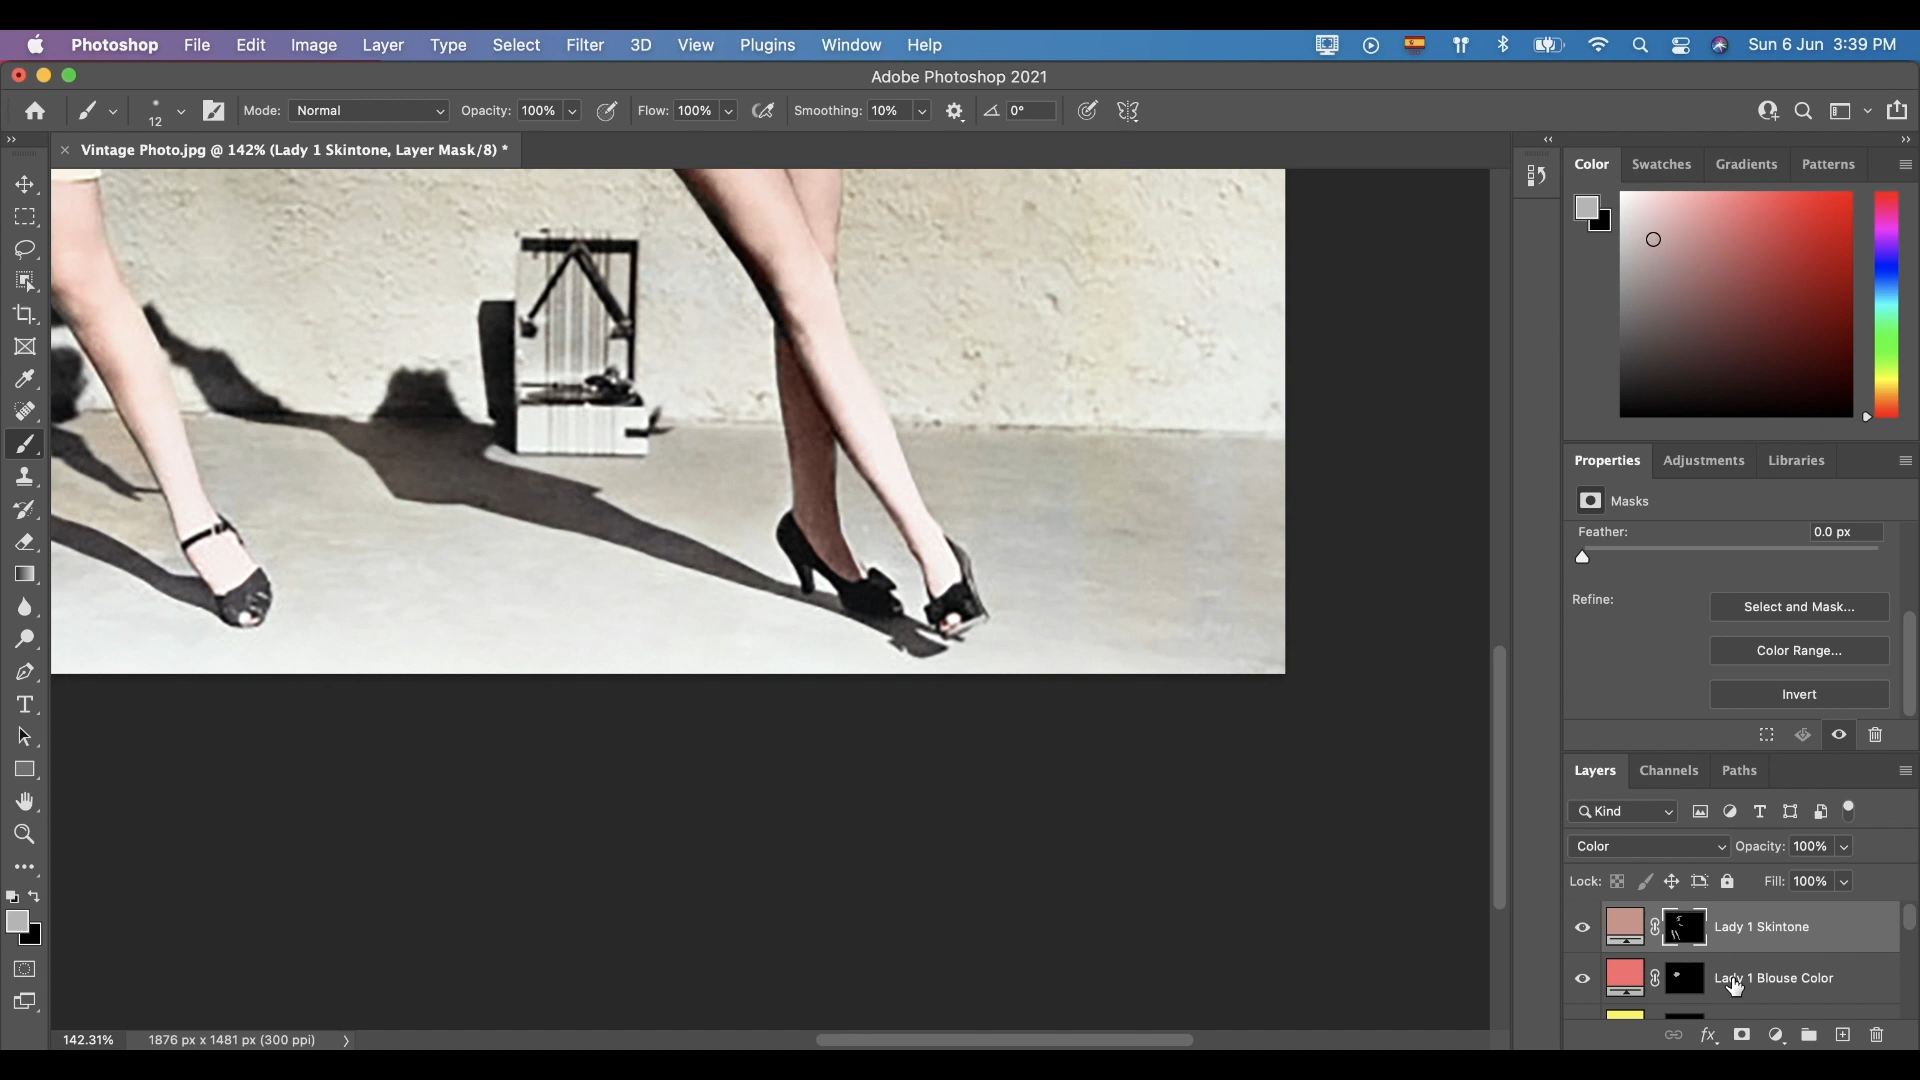 Photoshop File Edit Image Layer Type Select Filter 3D View Plugins Window Help Sun 6 Jun 3:39 PM
Adobe Photoshop 2021
12 Mode: Normal Opacity: 100% Flow: 100% Smoothing: 10% 0°
Vintage Photo.jpg @ 142% (Lady 1 Skintone, Layer Mask/8) *
Color Swatches Gradients Patterns
Properties Adjustments Libraries
Masks
Feather: 0.0 px
Refine: Select and Mask...
Color Range...
Invert
Layers Channels Paths
Kind
Color Opacity: 100%
Lock: Fill: 100%
Lady 1 Skintone
Lady 1 Blouse Color
142.31% 1876 px x 1481 px (300 ppi)
fx